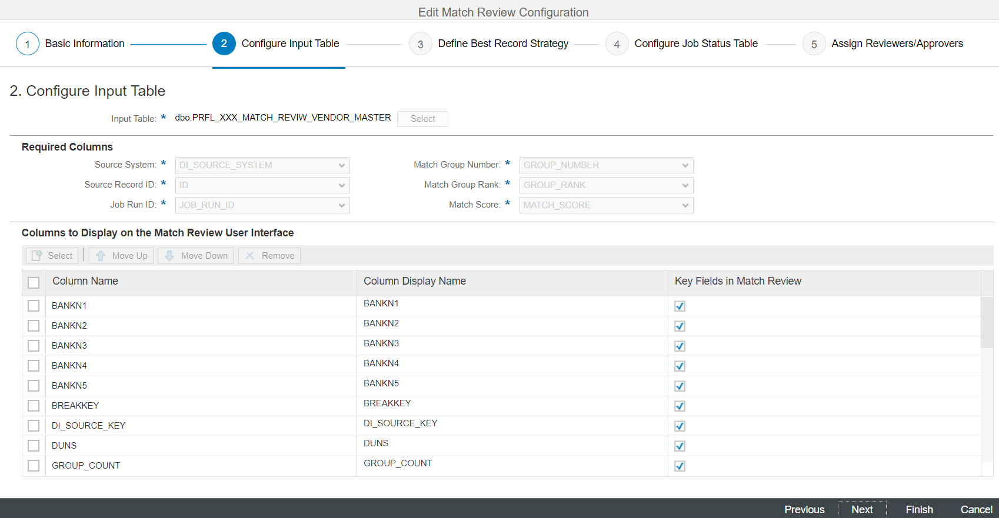 Edit Match Review Configuration
1 Basic Information 2 Configure Input Table 3 Define Best Record Strategy 4 Configure Job Status Table 5 Assign Reviewers/Approvers
2. Configure Input Table
Input Table: * dbo.PRFL_XXX_MATCH_REVIW_VENDOR_MASTER Select
Required Columns
Source System: * DI_SOURCE_SYSTEM Match Group Number: * GROUP_NUMBER
Source Record ID: * ID Match Group Rank: * GROUP_RANK
Job Run ID: * JOB_RUN_ID Match Score: * MATCH_SCORE
Columns to Display on the Match Review User Interface
Select Move Up Move Down Remove
Column Name Column Display Name Key Fields in Match Review
BANKN1 BANKN1
BANKN2 BANKN2
BANKN3 BANKN3
BANKN4 BANKN4
BANKN5 BANKN5
BREAKKEY BREAKKEY
DI_SOURCE_KEY DI_SOURCE_KEY
DUNS DUNS
GROUP_COUNT GROUP_COUNT
Previous Next Finish Cancel